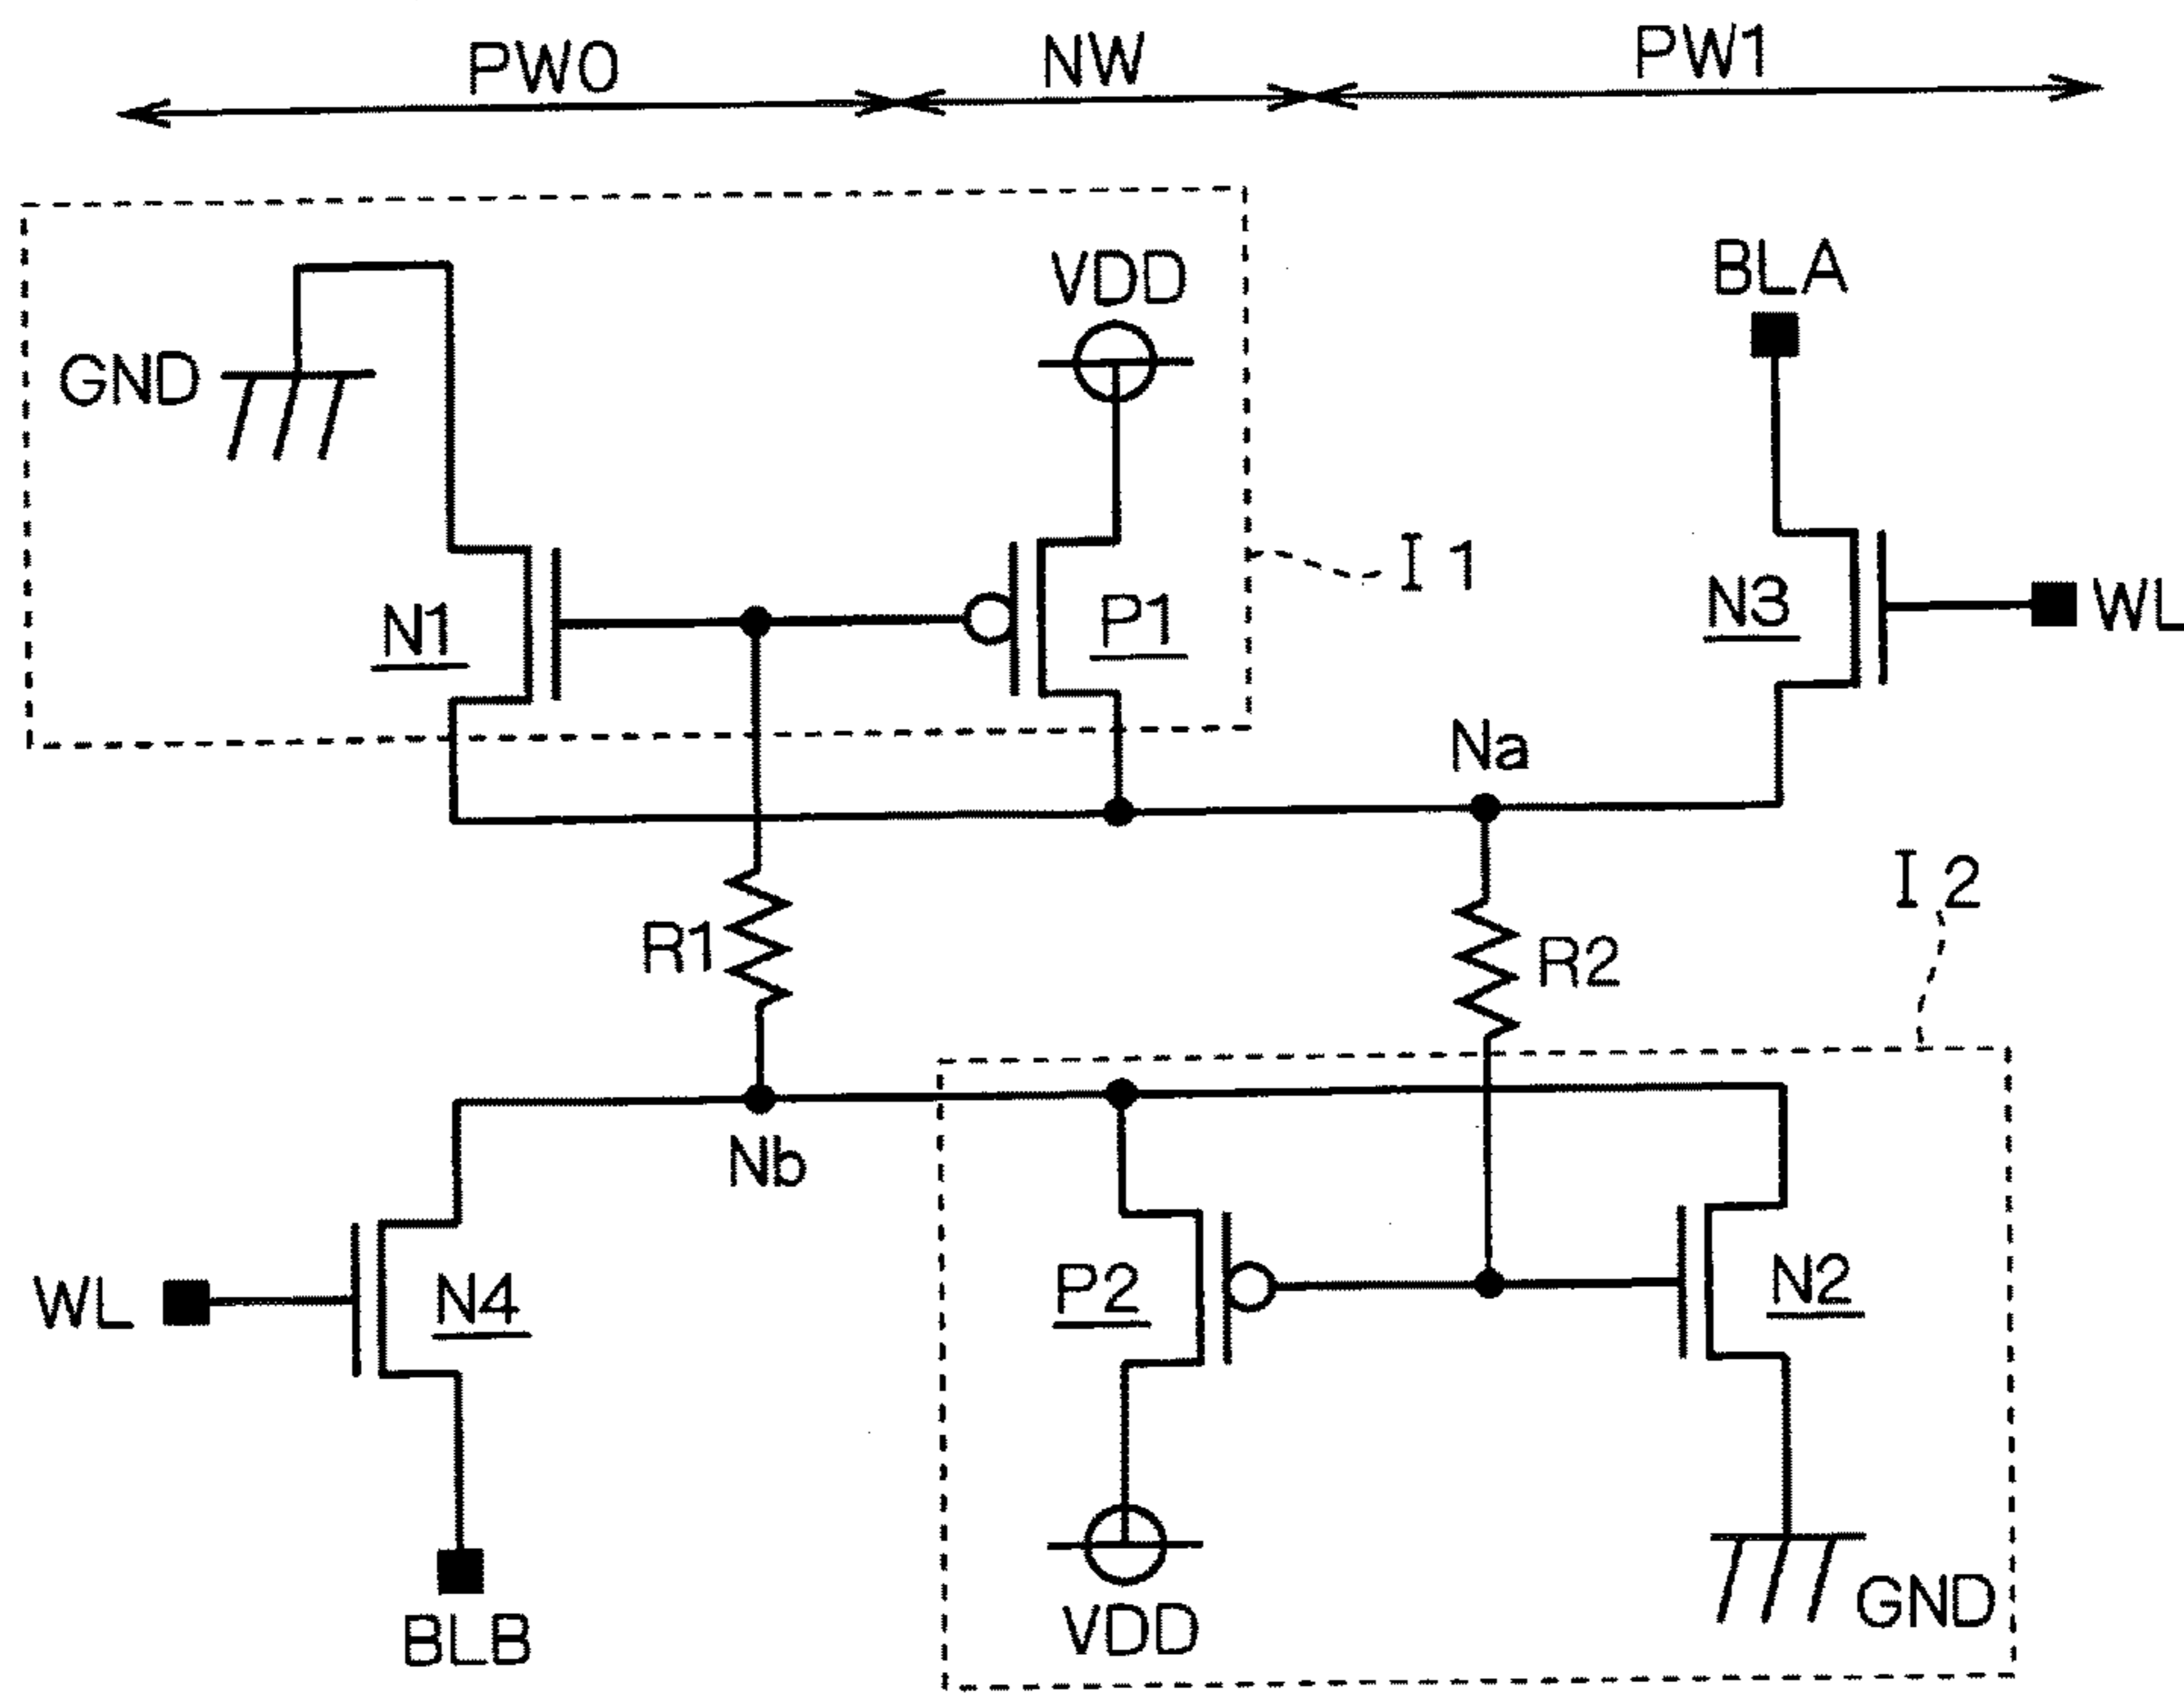 PW0 NW PW1
VDD
BLA
GND
I1
N1
P1
N3
WL
Na
I2
R1
R2
Nb
P2
N2
WL
N4
GND
VDD
BLB